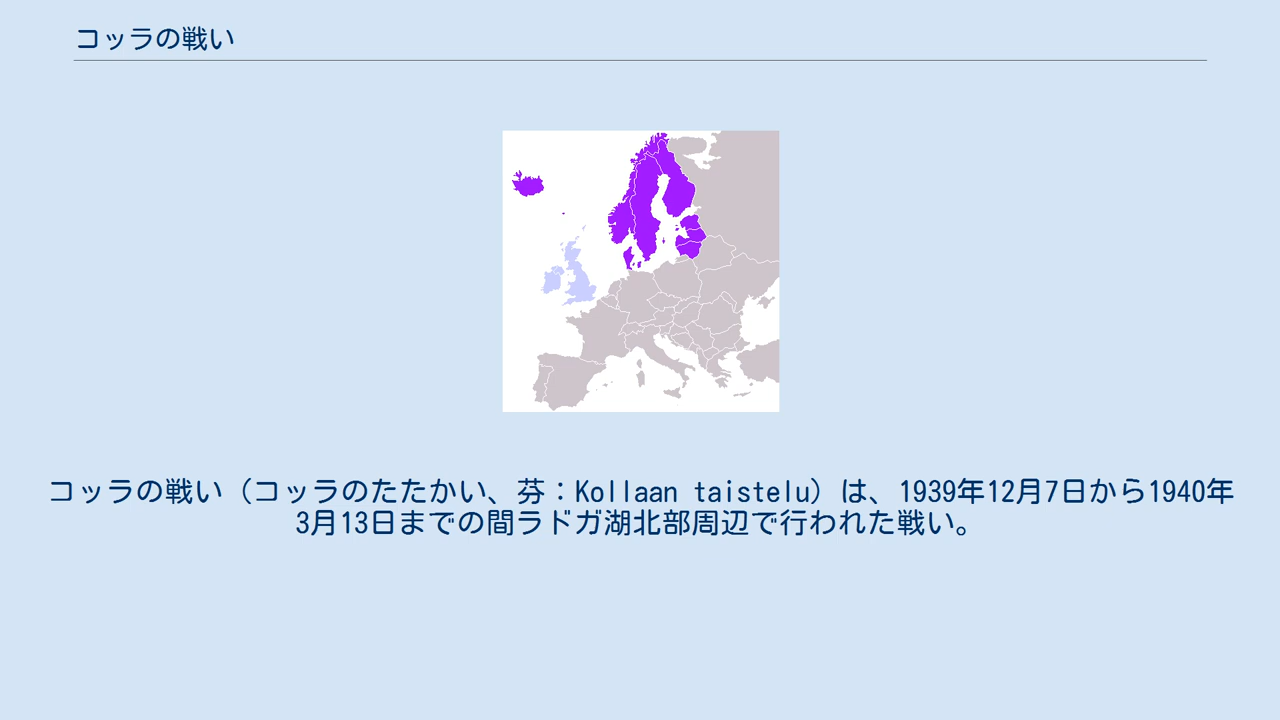 コッラの戦い
コッラの戦い（コッラのたたかい、芬：Kollaan taistelu）は、1939年12月7日から1940年
3月13日までの間ラドガ湖北部周辺で行われた戦い。